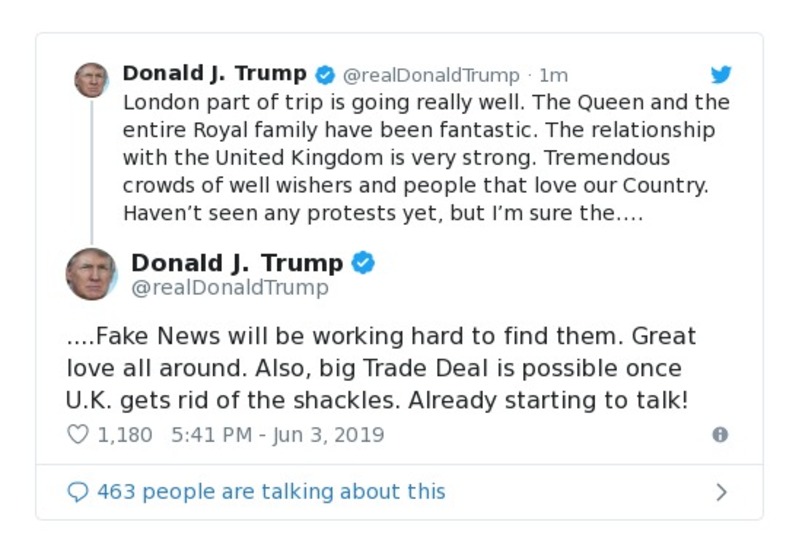 Donald J. Trump @realDonaldTrump · 1m
London part of trip is going really well. The Queen and the
entire Royal family have been fantastic. The relationship
with the United Kingdom is very strong. Tremendous
crowds of well wishers and people that love our Country.
Haven’t seen any protests yet, but I’m sure the....
Donald J. Trump
@realDonaldTrump
....Fake News will be working hard to find them. Great
love all around. Also, big Trade Deal is possible once
U.K. gets rid of the shackles. Already starting to talk!
1,180 5:41 PM - Jun 3, 2019
463 people are talking about this